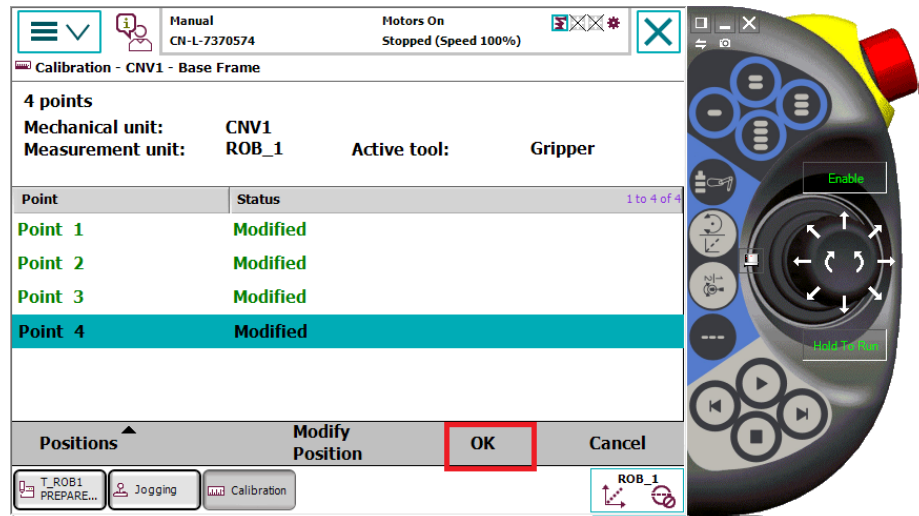 Manual
CN-L-7370574
Motors On
Stopped (Speed 100%)
Calibration - CNV1 - Base Frame
4 points
Mechanical unit: CNV1
Measurement unit: ROB_1 Active tool: Gripper
Point Status 1 to 4 of 4
Point 1 Modified
Point 2 Modified
Point 3 Modified
Point 4 Modified
Positions Modify Position OK Cancel
T_ROB1
PREPARE...
Jogging
Calibration
ROB_1
Enable
Hold To Run